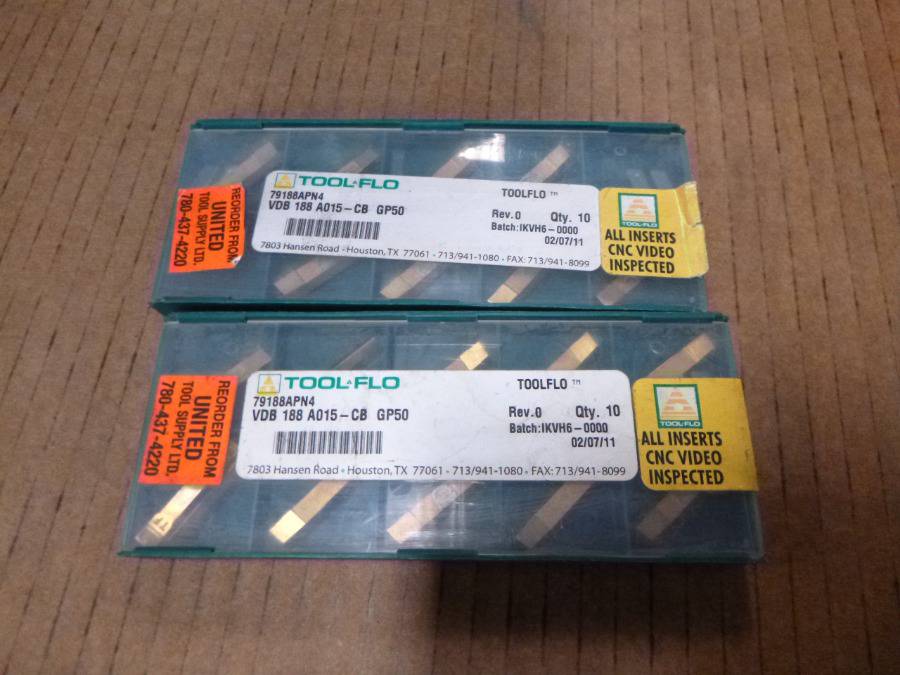 REORDER FROM
UNITED
TOOL SUPPLY LTD.
780-437-4220
TOOL-FLO
79188APN4
VDB 188 A015-CB GP50
TOOLFLO ™
Rev.0 Qty. 10
Batch:IKVH6-0000
02/07/11
7803 Hansen Road - Houston, TX 77061 - 713/941-1080 - FAX: 713/941-8099
TOOL-FLO
ALL INSERTS
CNC VIDEO
INSPECTED
REORDER FROM
UNITED
TOOL SUPPLY LTD.
780-437-4220
TOOL-FLO
79188APN4
VDB 188 A015-CB GP50
TOOLFLO ™
Rev.0 Qty. 10
Batch:IKVH6-0000
02/07/11
7803 Hansen Road - Houston, TX 77061 - 713/941-1080 - FAX: 713/941-8099
TOOL-FLO
ALL INSERTS
CNC VIDEO
INSPECTED